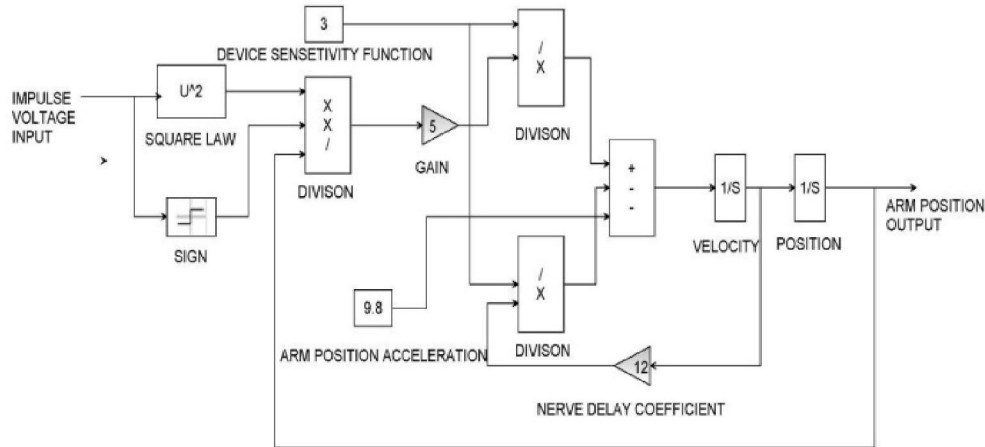 3
DEVICE SENSETIVITY FUNCTION
/
X
DIVISON
IMPULSE
VOLTAGE
INPUT
U^2
SQUARE LAW
X
X
/
DIVISON
5
GAIN
SIGN
+
-
-
1/S
VELOCITY
1/S
POSITION
ARM POSITION
OUTPUT
9.8
ARM POSITION ACCELERATION
/
X
DIVISON
12
NERVE DELAY COEFFICIENT